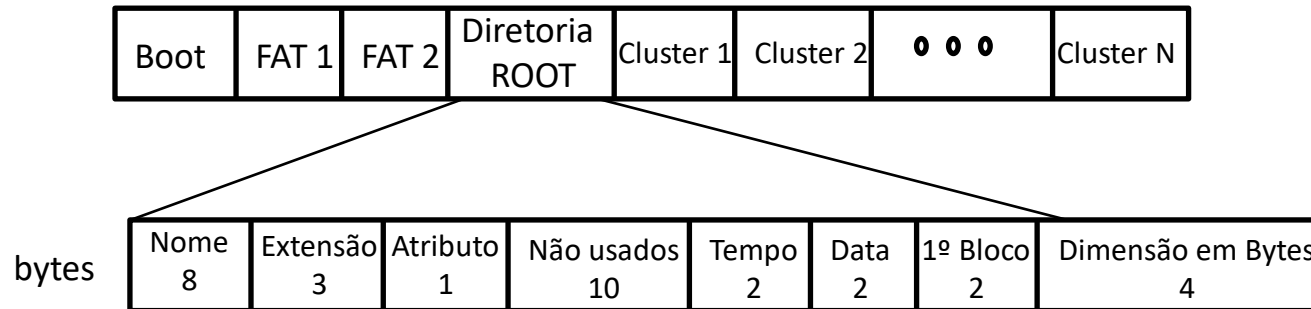 Boot FAT 1 FAT 2 Diretoria ROOT Cluster 1 Cluster 2 Cluster N
bytes
Nome Extensão Atributo Não usados Tempo Data 1º Bloco Dimensão em Bytes
8 3 1 10 2 2 2 4